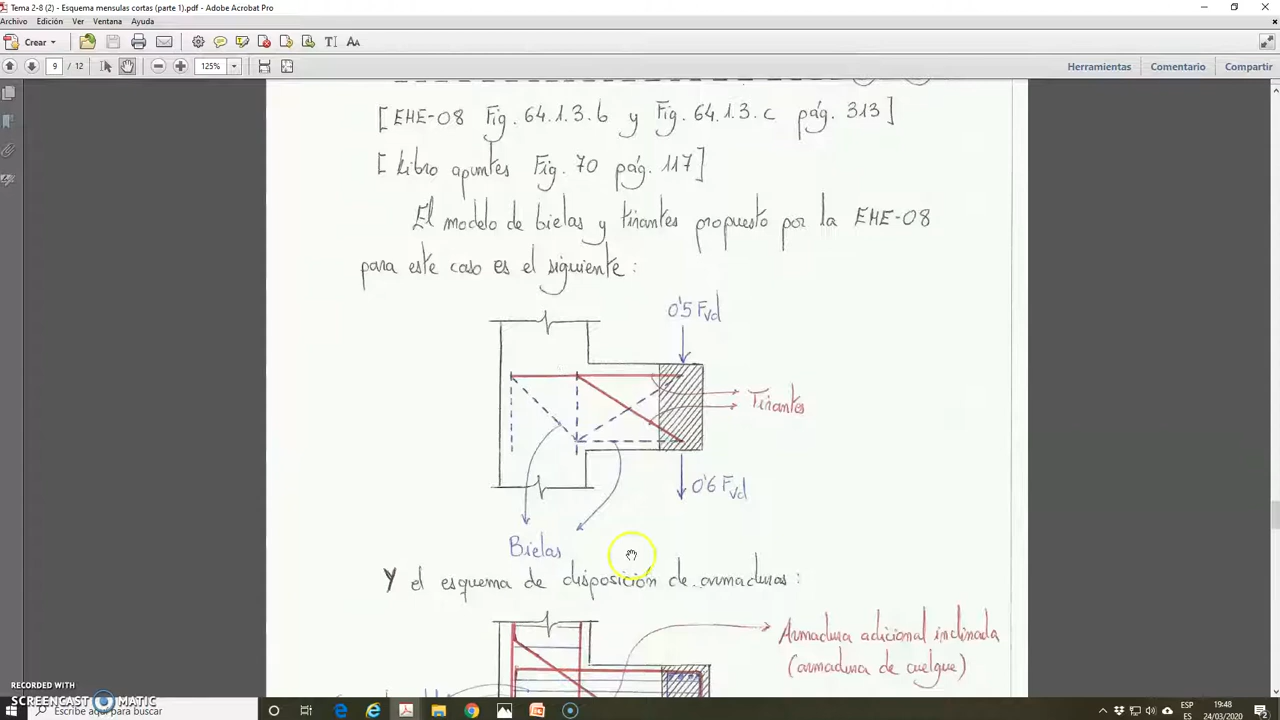 Tema 2-8 (2) - Esquema mensulas cortas (parte 1).pdf - Adobe Acrobat Pro
Archivo Edición Ver Ventana Ayuda
Crear
9 / 12 125% Herramientas Comentario Compartir
[EHE-08 Fig. 64.1.3.b y Fig. 64.1.3.c pág. 313]
[Libro apuntes Fig. 70 pág. 117]
El modelo de bielas y tirantes propuesto por la EHE-08
para este caso es el siguiente:
0'5 Fvd
Tirantes
0'6 Fvd
Bielas
Y el esquema de disposición de armaduras:
Armadura adicional inclinada
(armadura de cuelgue)
RECORDED WITH
SCREENCAST MATIC
Escribe aquí para buscar
ESP
19:48
24/03/2020
2